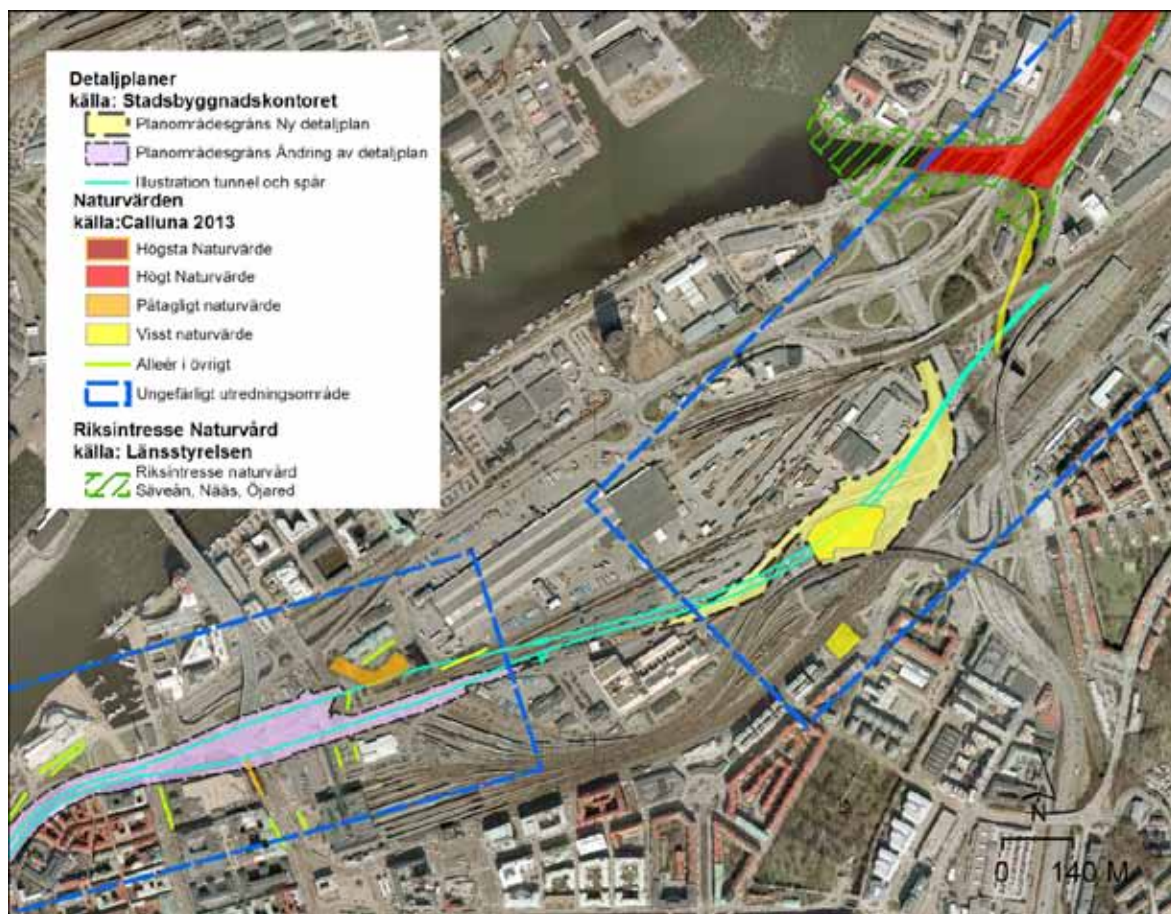 Detaljplaner
källa: Stadsbyggnadskontoret
Planområdesgräns Ny detaljplan
Planområdesgräns Ändring av detaljplan
Illustration tunnel och spår
Naturvärden
källa:Calluna 2013
Högsta Naturvärde
Högt Naturvärde
Påtagligt naturvärde
Visst naturvärde
Alleér i övrigt
Ungefärligt utredningsområde
Riksintresse Naturvård
källa: Länsstyrelsen
Riksintresse naturvård
Säveån, Nääs, Öjared
N
0 140 M